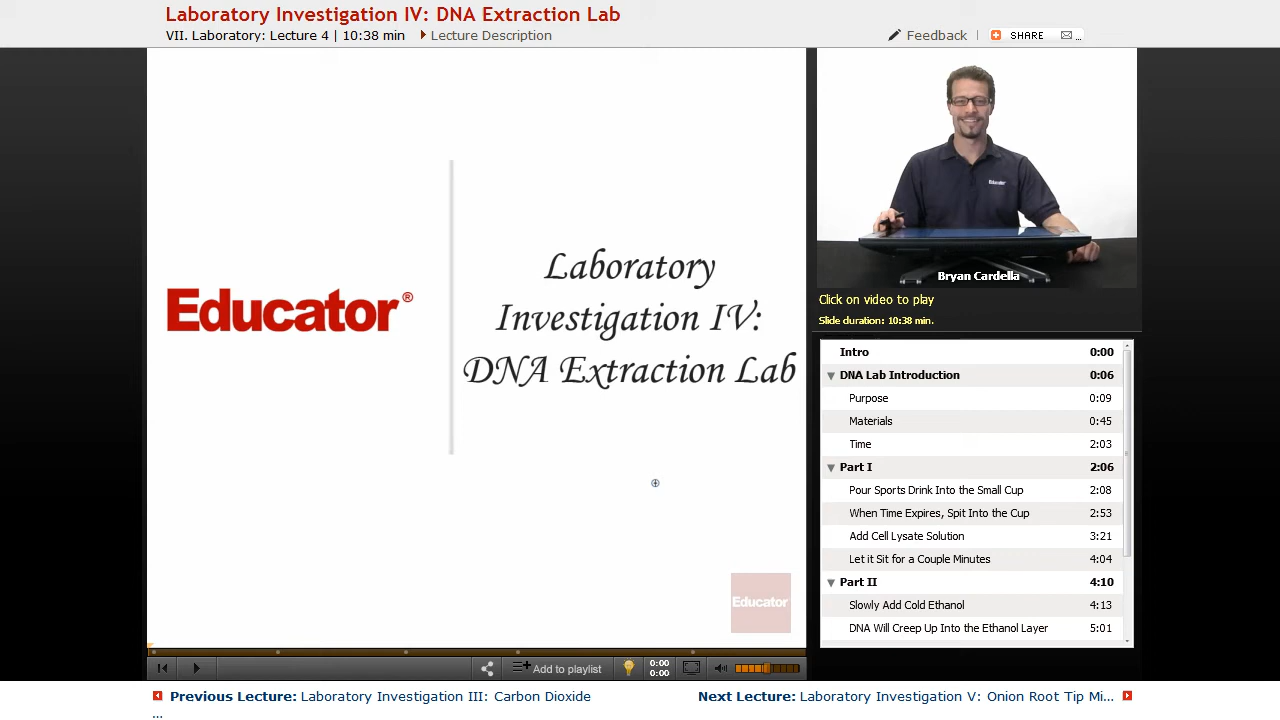 Laboratory Investigation IV: DNA Extraction Lab
VII. Laboratory: Lecture 4 | 10:38 min
Lecture Description
Feedback
SHARE
...
Educator®
Laboratory
Investigation IV:
DNA Extraction Lab
Educator
Educator
Bryan Cardella
Click on video to play
Slide duration: 10:38 min.
Intro 0:00
DNA Lab Introduction 0:06
Purpose 0:09
Materials 0:45
Time 2:03
Part I 2:06
Pour Sports Drink Into the Small Cup 2:08
When Time Expires, Spit Into the Cup 2:53
Add Cell Lysate Solution 3:21
Let it Sit for a Couple Minutes 4:04
Part II 4:10
Slowly Add Cold Ethanol 4:13
DNA Will Creep Up Into the Ethanol Layer 5:01
Add to playlist
0:00
0:00
Previous Lecture: Laboratory Investigation III: Carbon Dioxide
...
Next Lecture: Laboratory Investigation V: Onion Root Tip Mi...